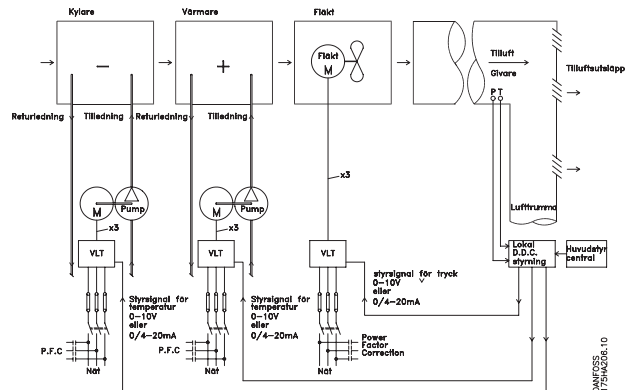 Kylare
Värmare
Fläkt
Fläkt
M
Tilluft
Givare
P T
Tilluftsutsläpp
Returledning
Tilledning
Returledning
Tilledning
M
Pump
M
Pump
x3
x3
x3
Lufttrumma
VLT
VLT
VLT
Lokal
D.D.C.
styrning
Huvudstyr
central
styrsignal för tryck
0-10V
eller
0/4-20mA
Styrsignal för
temperatur
0-10V
eller
0/4-20mA
Styrsignal för
temperatur
0-10V
eller
0/4-20mA
P.F.C
P.F.C
Power
Factor
Correction
Nät
Nät
Nät
175HA206.10